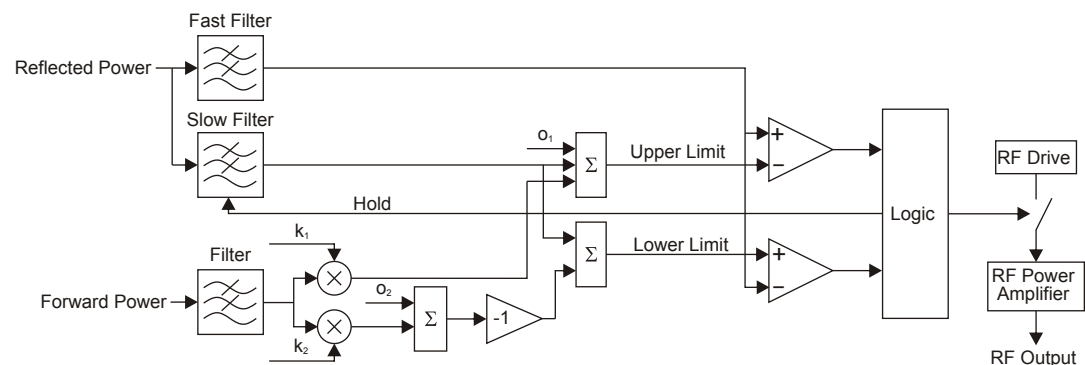 Fast Filter
Reflected Power
Slow Filter
o₁
Σ
Upper Limit
+
−
RF Drive
Hold
Logic
k₁
Σ
Lower Limit
+
−
Filter
×
RF Power
Amplifier
Forward Power
o₂
×
Σ
-1
k₂
RF Output